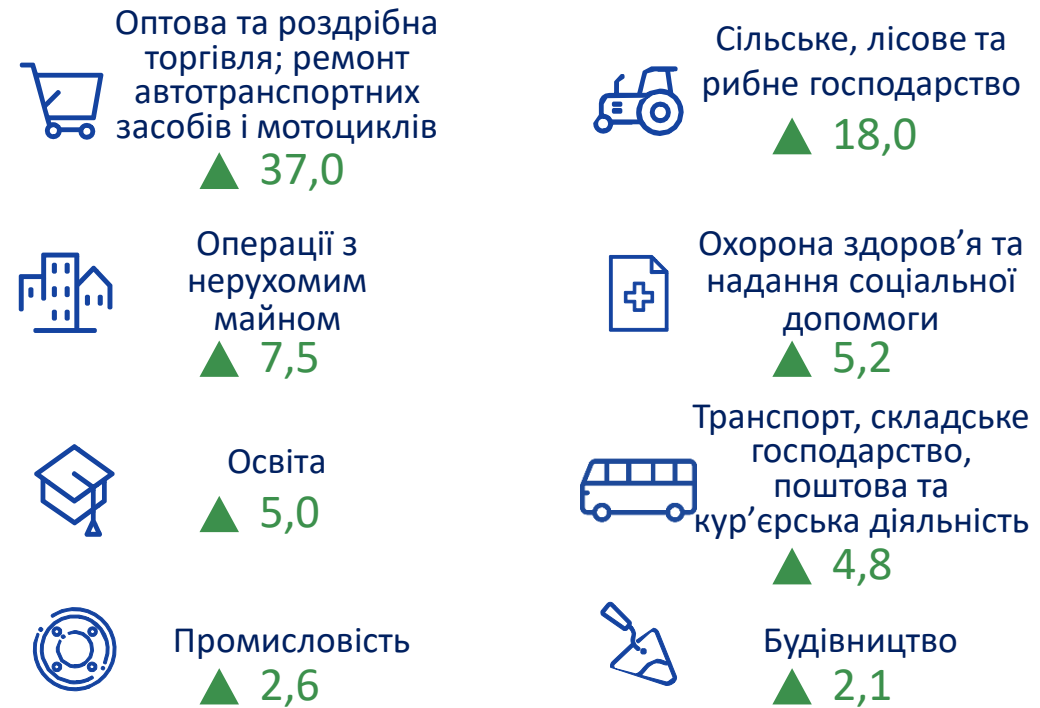 Оптова та роздрібна
торгівля; ремонт
автотранспортних
засобів і мотоциклів
▲ 37,0
Сільське, лісове та
рибне господарство
▲ 18,0
Операції з
нерухомим
майном
▲ 7,5
Охорона здоров’я та
надання соціальної
допомоги
▲ 5,2
Освіта
▲ 5,0
Транспорт, складське
господарство,
поштова та
кур’єрська діяльність
▲ 4,8
Промисловість
▲ 2,6
Будівництво
▲ 2,1